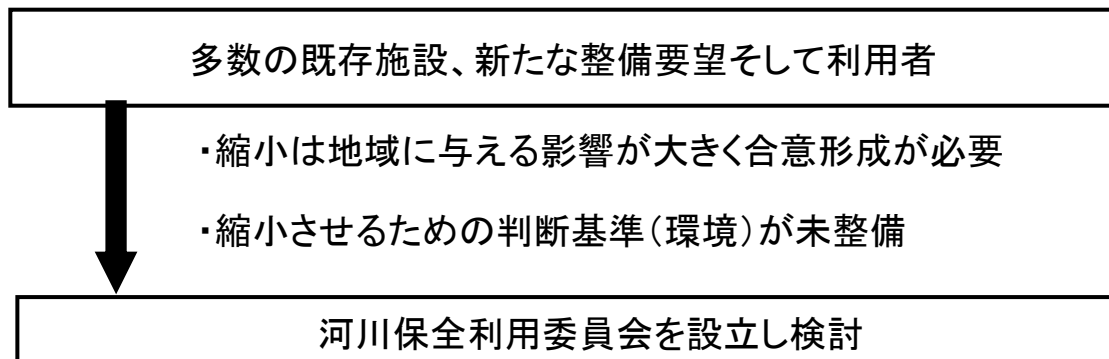 多数の既存施設、新たな整備要望そして利用者
・縮小は地域に与える影響が大きく合意形成が必要
・縮小させるための判断基準（環境）が未整備
河川保全利用委員会を設立し検討